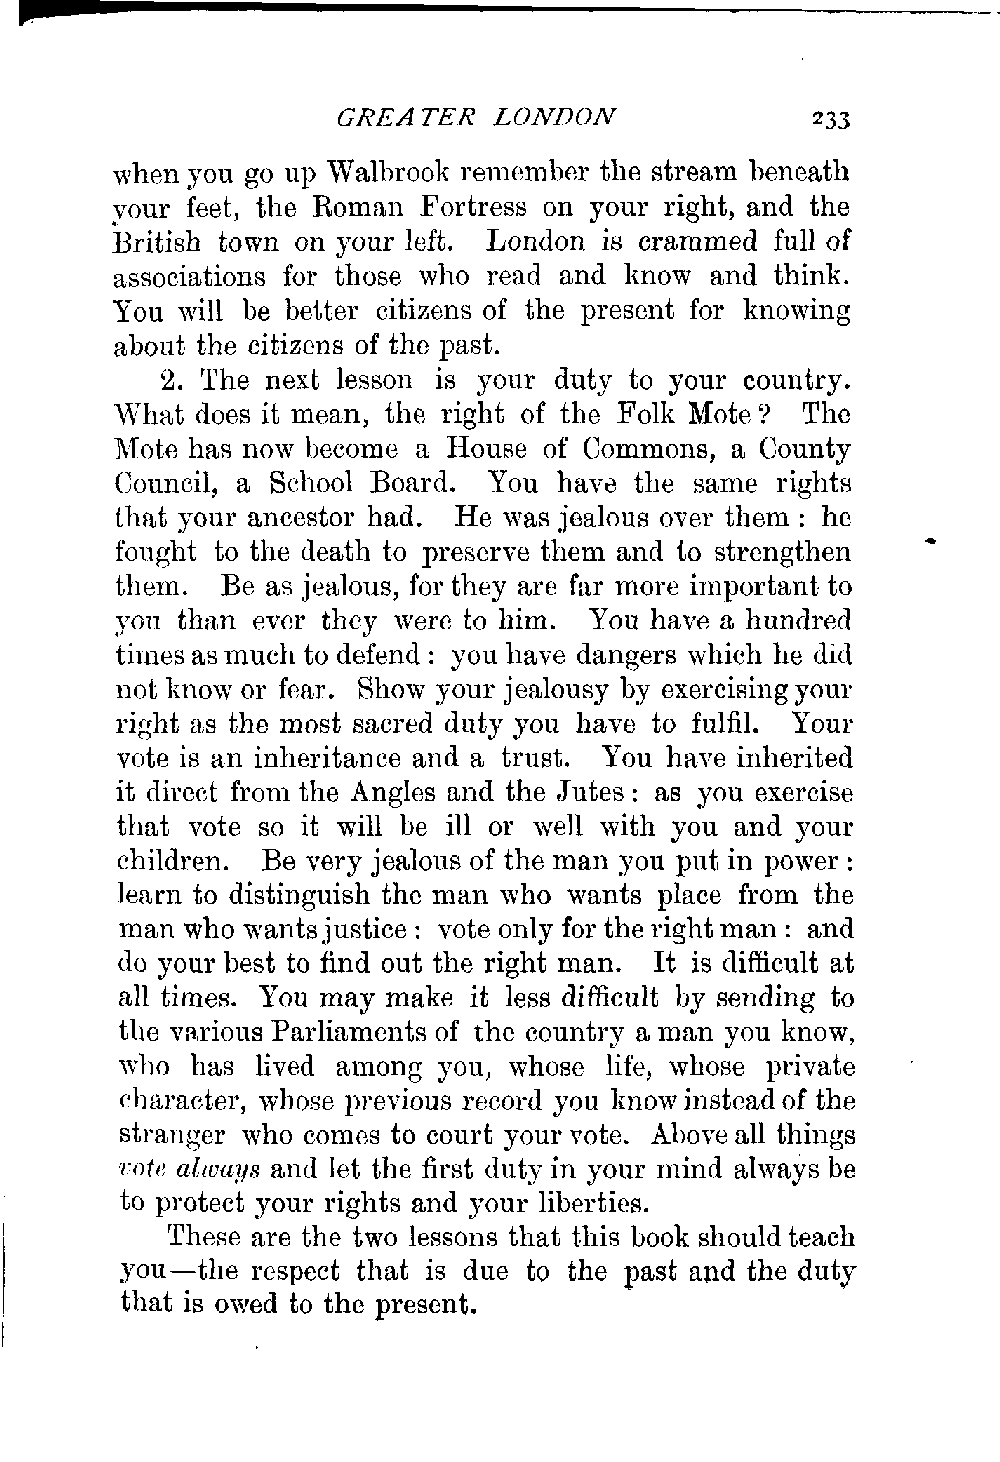 GREATER LONDON 233
when you go up Walbrook remember the stream beneath
your feet, the Roman Fortress on your right, and the
British town on your left. London is crammed full of
associations for those who read and know and think.
You will be better citizens of the present for knowing
about the citizens of the past.
2. The next lesson is your duty to your country.
What does it mean, the right of the Folk Mote? The
Mote has now become a House of Commons, a County
Council, a School Board. You have the same rights
that your ancestor had. He was jealous over them: he
fought to the death to preserve them and to strengthen
them. Be as jealous, for they are far more important to
you than ever they were to him. You have a hundred
times as much to defend: you have dangers which he did
not know or fear. Show your jealousy by exercising your
right as the most sacred duty you have to fulfil. Your
vote is an inheritance and a trust. You have inherited
it direct from the Angles and the Jutes: as you exercise
that vote so it will be ill or well with you and your
children. Be very jealous of the man you put in power:
learn to distinguish the man who wants place from the
man who wants justice: vote only for the right man: and
do your best to find out the right man. It is difficult at
all times. You may make it less difficult by sending to
the various Parliaments of the country a man you know,
who has lived among you, whose life, whose private
character, whose previous record you know instead of the
stranger who comes to court your vote. Above all things
vote always and let the first duty in your mind always be
to protect your rights and your liberties.
These are the two lessons that this book should teach
you—the respect that is due to the past and the duty
that is owed to the present.